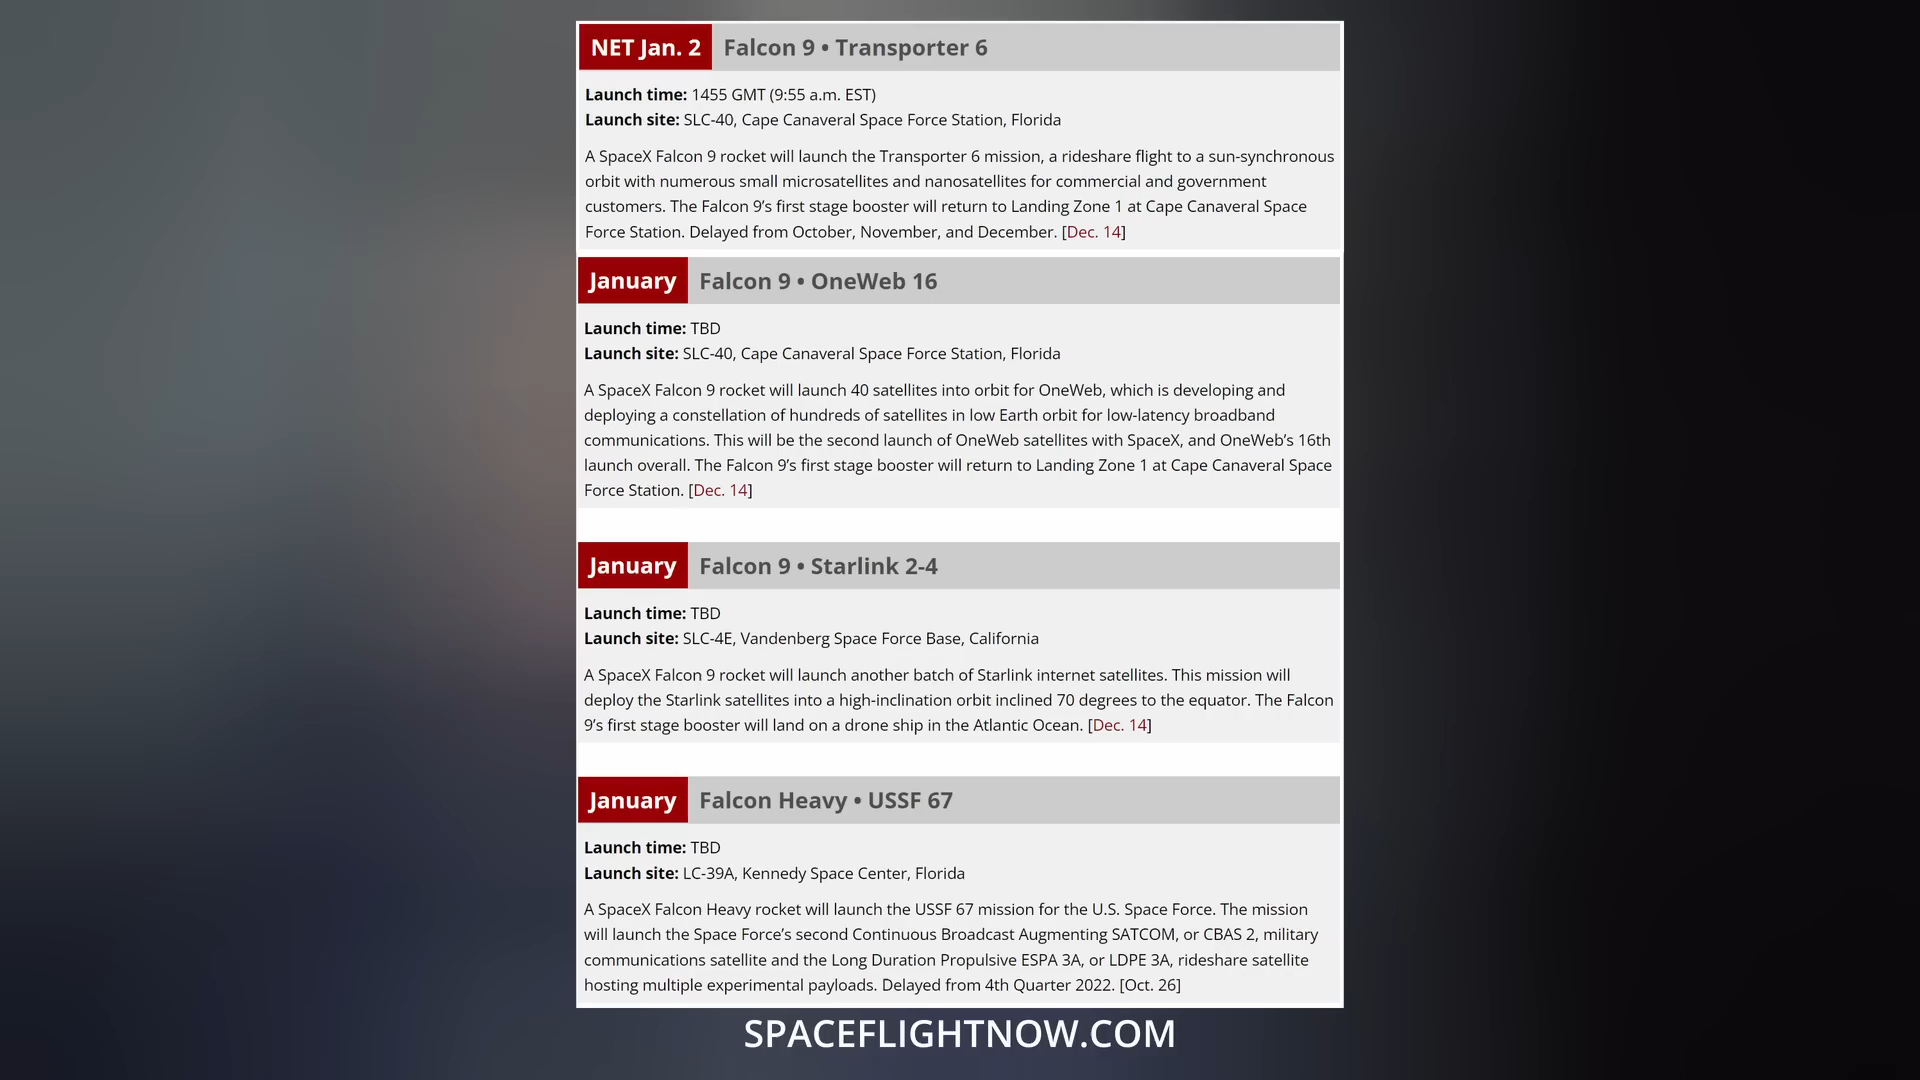 NET Jan. 2 Falcon 9 • Transporter 6
Launch time: 1455 GMT (9:55 a.m. EST)
Launch site: SLC-40, Cape Canaveral Space Force Station, Florida
A SpaceX Falcon 9 rocket will launch the Transporter 6 mission, a rideshare flight to a sun-synchronous
orbit with numerous small microsatellites and nanosatellites for commercial and government
customers. The Falcon 9’s first stage booster will return to Landing Zone 1 at Cape Canaveral Space
Force Station. Delayed from October, November, and December. [Dec. 14]
January Falcon 9 • OneWeb 16
Launch time: TBD
Launch site: SLC-40, Cape Canaveral Space Force Station, Florida
A SpaceX Falcon 9 rocket will launch 40 satellites into orbit for OneWeb, which is developing and
deploying a constellation of hundreds of satellites in low Earth orbit for low-latency broadband
communications. This will be the second launch of OneWeb satellites with SpaceX, and OneWeb’s 16th
launch overall. The Falcon 9’s first stage booster will return to Landing Zone 1 at Cape Canaveral Space
Force Station. [Dec. 14]
January Falcon 9 • Starlink 2-4
Launch time: TBD
Launch site: SLC-4E, Vandenberg Space Force Base, California
A SpaceX Falcon 9 rocket will launch another batch of Starlink internet satellites. This mission will
deploy the Starlink satellites into a high-inclination orbit inclined 70 degrees to the equator. The Falcon
9’s first stage booster will land on a drone ship in the Atlantic Ocean. [Dec. 14]
January Falcon Heavy • USSF 67
Launch time: TBD
Launch site: LC-39A, Kennedy Space Center, Florida
A SpaceX Falcon Heavy rocket will launch the USSF 67 mission for the U.S. Space Force. The mission
will launch the Space Force’s second Continuous Broadcast Augmenting SATCOM, or CBAS 2, military
communications satellite and the Long Duration Propulsive ESPA 3A, or LDPE 3A, rideshare satellite
hosting multiple experimental payloads. Delayed from 4th Quarter 2022. [Oct. 26]
SPACEFLIGHTNOW.COM